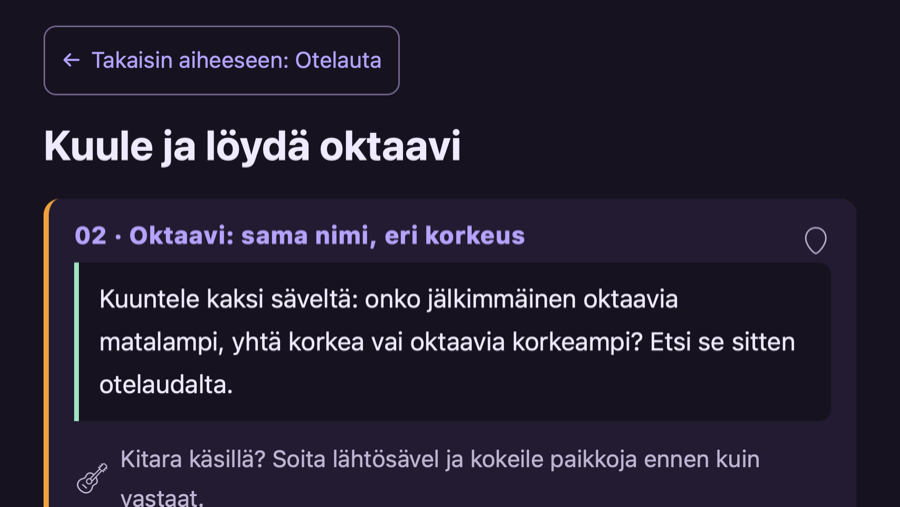 ← Takaisin aiheeseen: Otelauta
Kuule ja löydä oktaavi
02 · Oktaavi: sama nimi, eri korkeus
Kuuntele kaksi säveltä: onko jälkimmäinen oktaavia
matalampi, yhtä korkea vai oktaavia korkeampi? Etsi se sitten
otelaudalta.
Kitara käsillä? Soita lähtösävel ja kokeile paikkoja ennen kuin
vastaat.